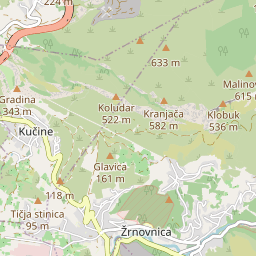 224 m
633 m
Malinov
615 m
Gradina
343 m
Koludar
522 m
Kranjača
582 m
Klobuk
536 m
Kučine
Glavica
161 m
118 m
Tičja stinica
95 m
Žrnovnica